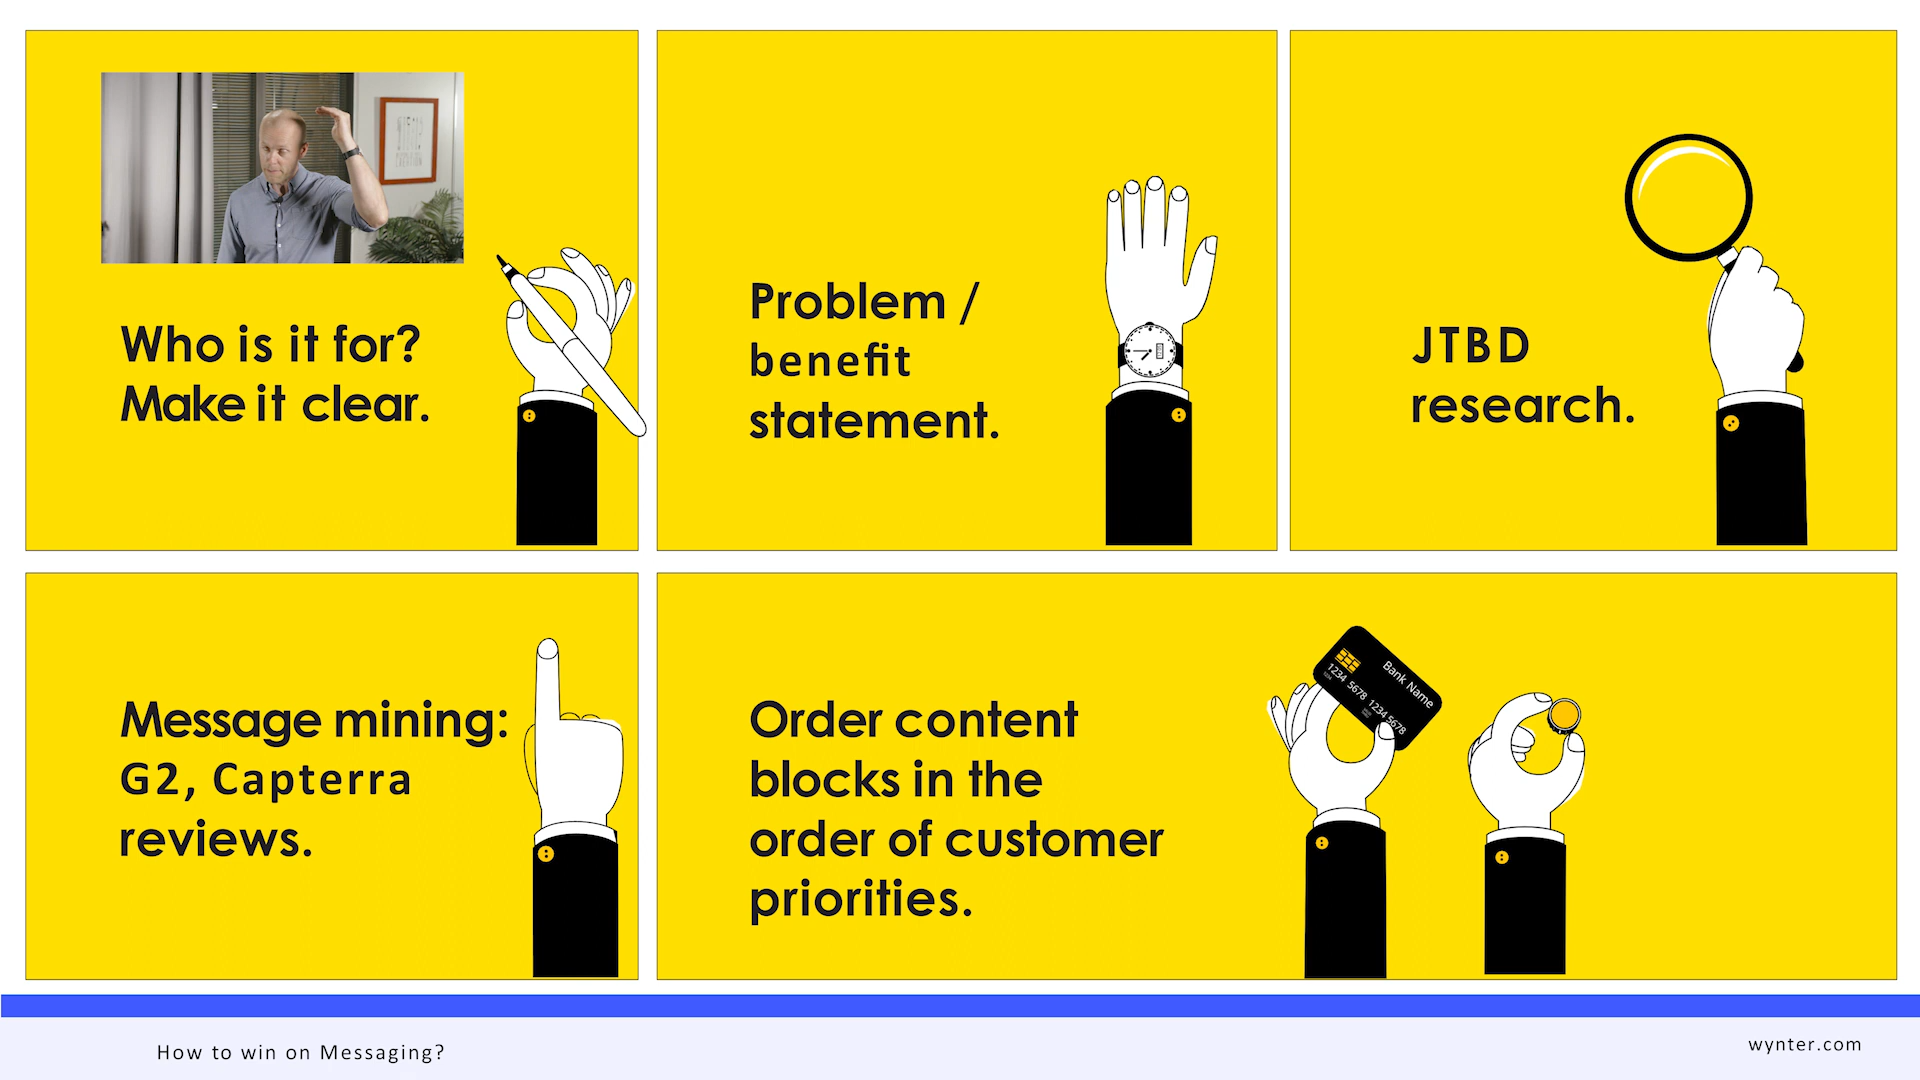 Who is it for?
Make it clear.
Problem /
benefit
statement.
JTBD
research.
Message mining:
G2, Capterra
reviews.
Order content
blocks in the
order of customer
priorities.
Bank Name
1234 5678 1234 5678
How to win on Messaging?
wynter.com